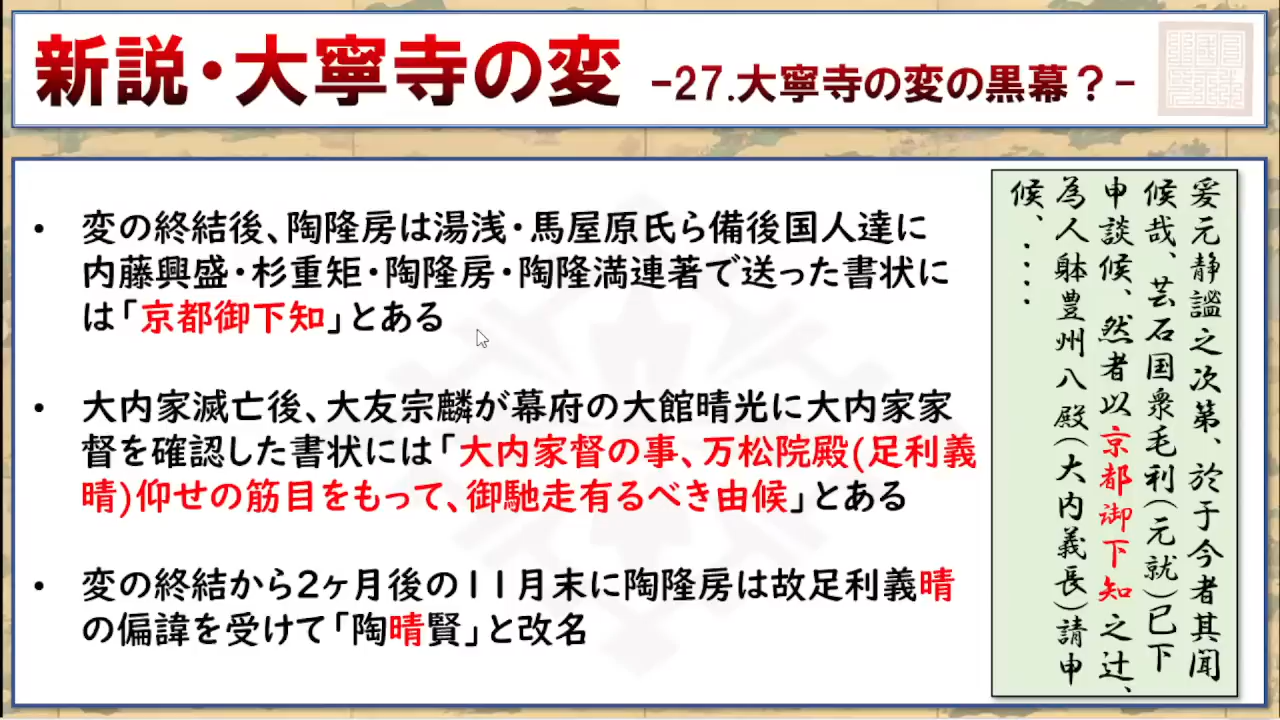 新説・大寧寺の変 -27.大寧寺の変の黒幕？-
• 変の終結後、陶隆房は湯浅・馬屋原氏ら備後国人達に
内藤興盛・杉重矩・陶隆房・陶隆満連著で送った書状に
は「京都御下知」とある
• 大内家滅亡後、大友宗麟が幕府の大館晴光に大内家家
督を確認した書状には「大内家督の事、万松院殿(足利義
晴)仰せの筋目をもって、御馳走有るべき由候」とある
• 変の終結から2ヶ月後の11月末に陶隆房は故足利義晴
の偏諱を受けて「陶晴賢」と改名
爰元静謐之次第、於于今者其聞
候哉、芸石国衆毛利(元就)已下
申談候、然者以京都御下知之辻、
為人躰豊州八殿(大内義長)請申
候、・・・・